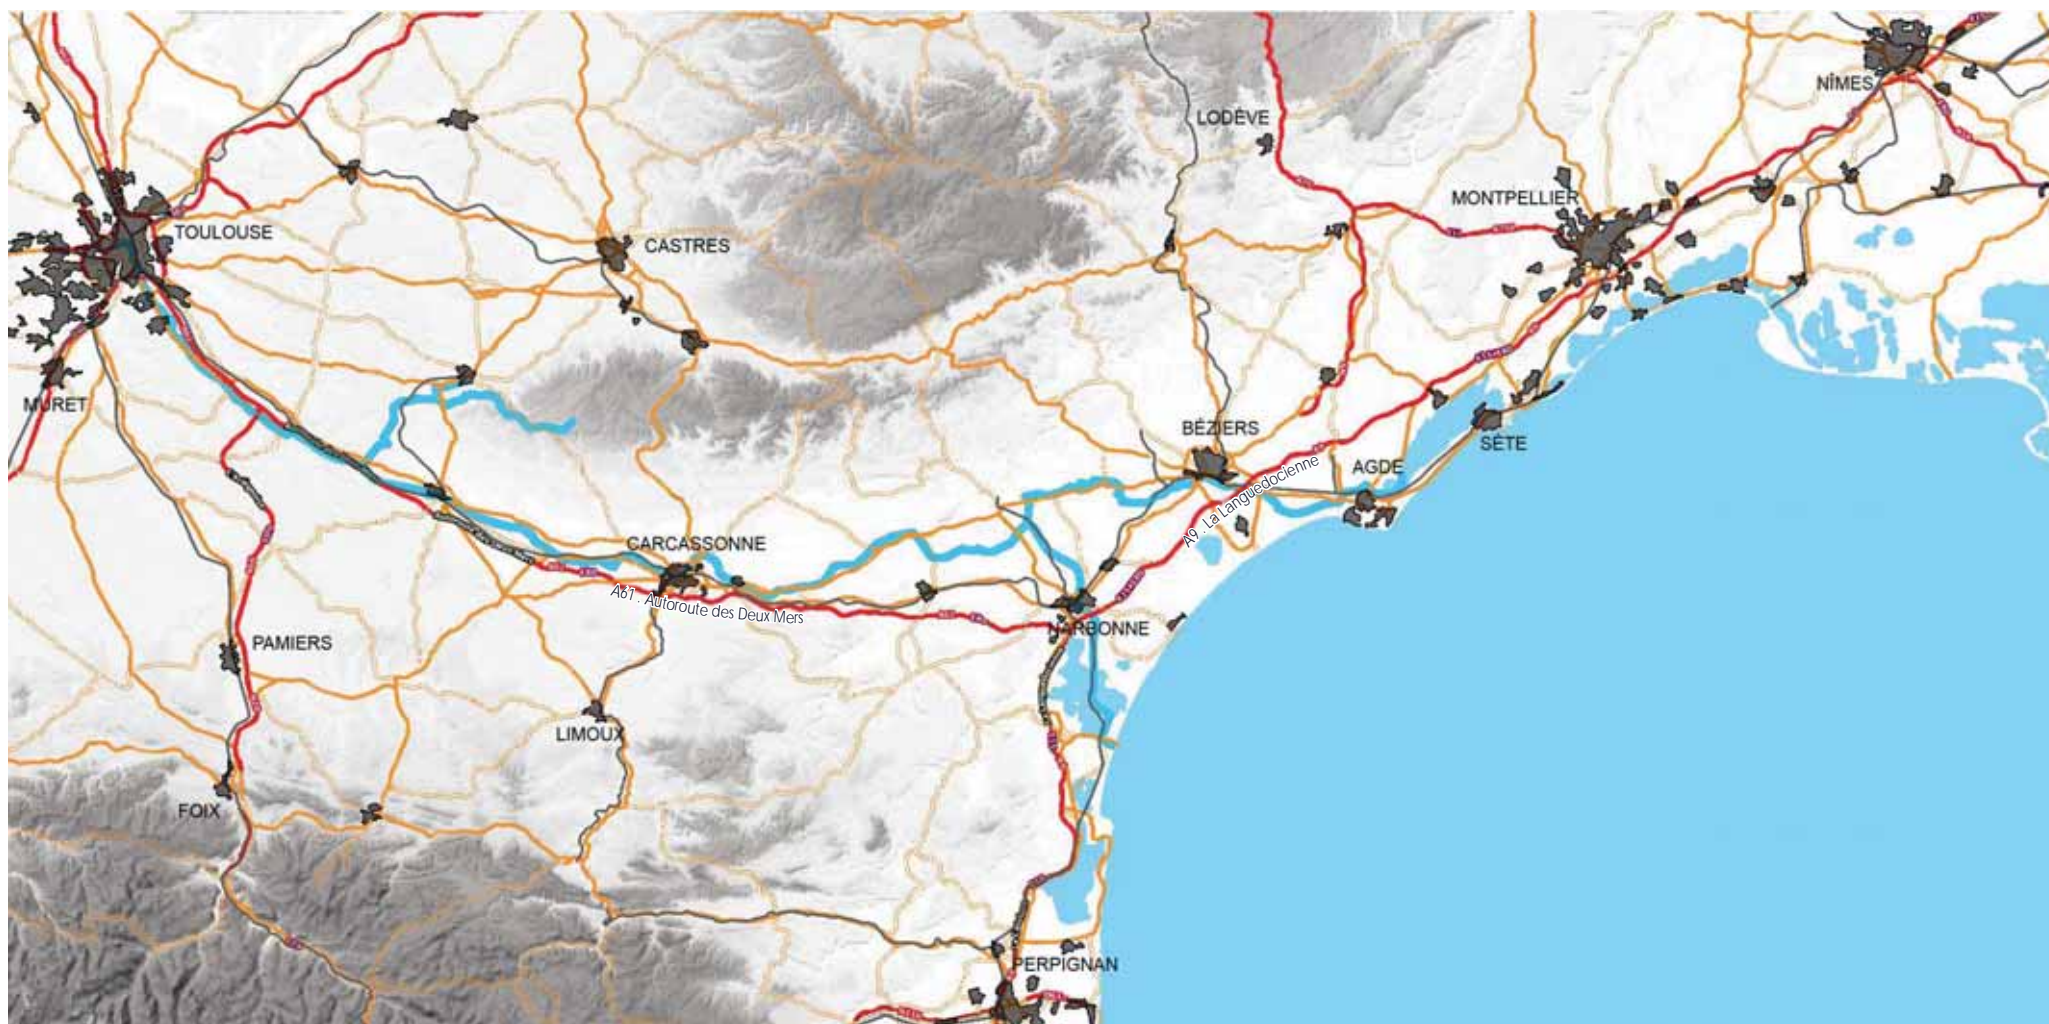 NÎMES
LODÈVE
MONTPELLIER
TOULOUSE
CASTRES
MURET
BÉZIERS
SÈTE
AGDE
A9 . La Languedocienne
CARCASSONNE
A61 . Autoroute des Deux Mers
NARBONNE
PAMIERS
LIMOUX
FOIX
PERPIGNAN